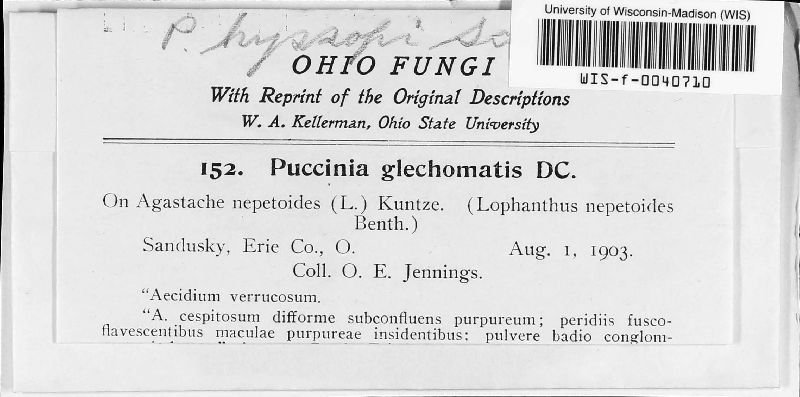 University of Wisconsin-Madison (WIS)
WIS-f-0040710
P. hyssopi
OHIO FUNGI
With Reprint of the Original Descriptions
W. A. Kellerman, Ohio State University
152. Puccinia glechomatis DC.
On Agastache nepetoides (L.) Kuntze. (Lophanthus nepetoides
Benth.)
Sandusky, Erie Co., O. Aug. 1, 1903.
Coll. O. E. Jennings.
"Aecidium verrucosum.
"A. cespitosum difforme subconfluens purpureum; peridiis fusco-
flavescentibus maculae purpureae insidentibus; pulvere badio conglom-